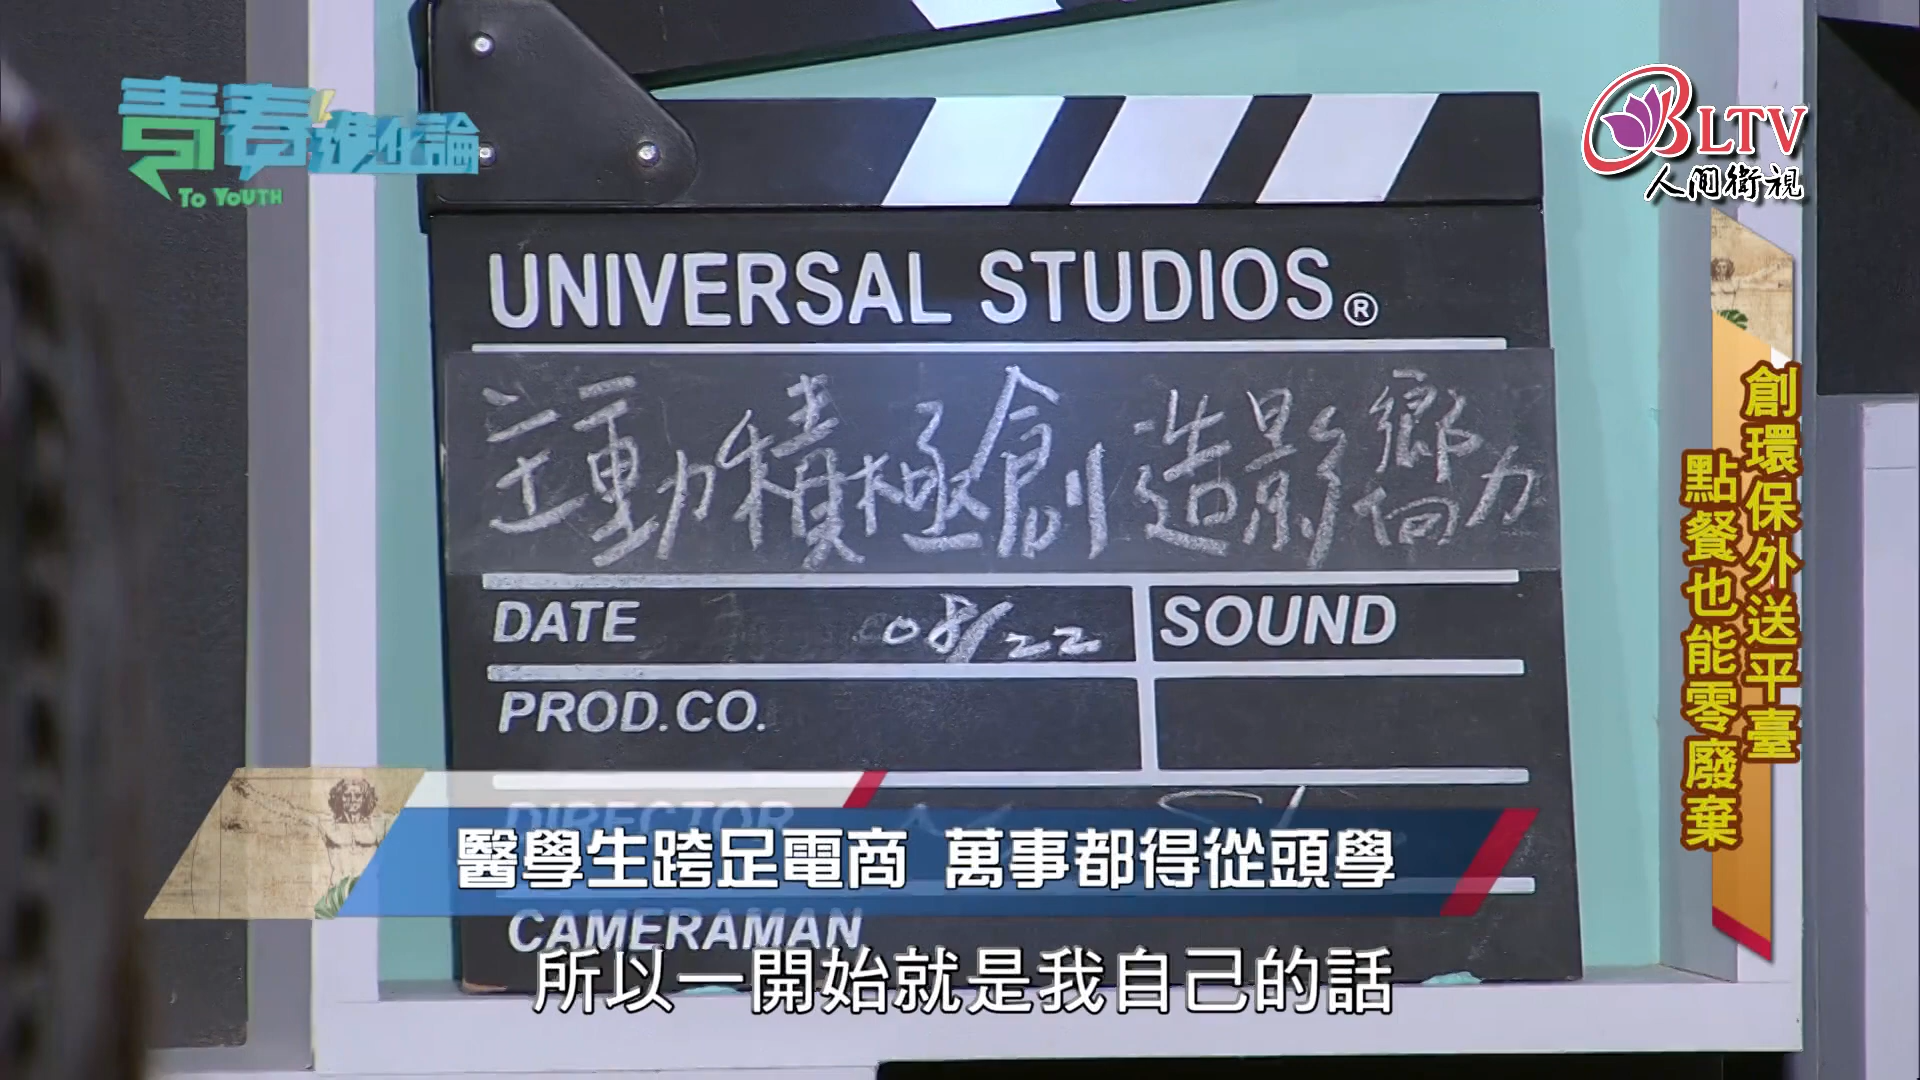 青春進化論
TO YOUTH
BLTV
人間衛視
UNIVERSAL STUDIOS®
主動積極創造影響力
DATE 08/22 SOUND
PROD.CO.
DIRECTOR
CAMERAMAN
創環保外送平臺
點餐也能零廢棄
醫學生跨足電商 萬事都得從頭學
所以一開始就是我自己的話